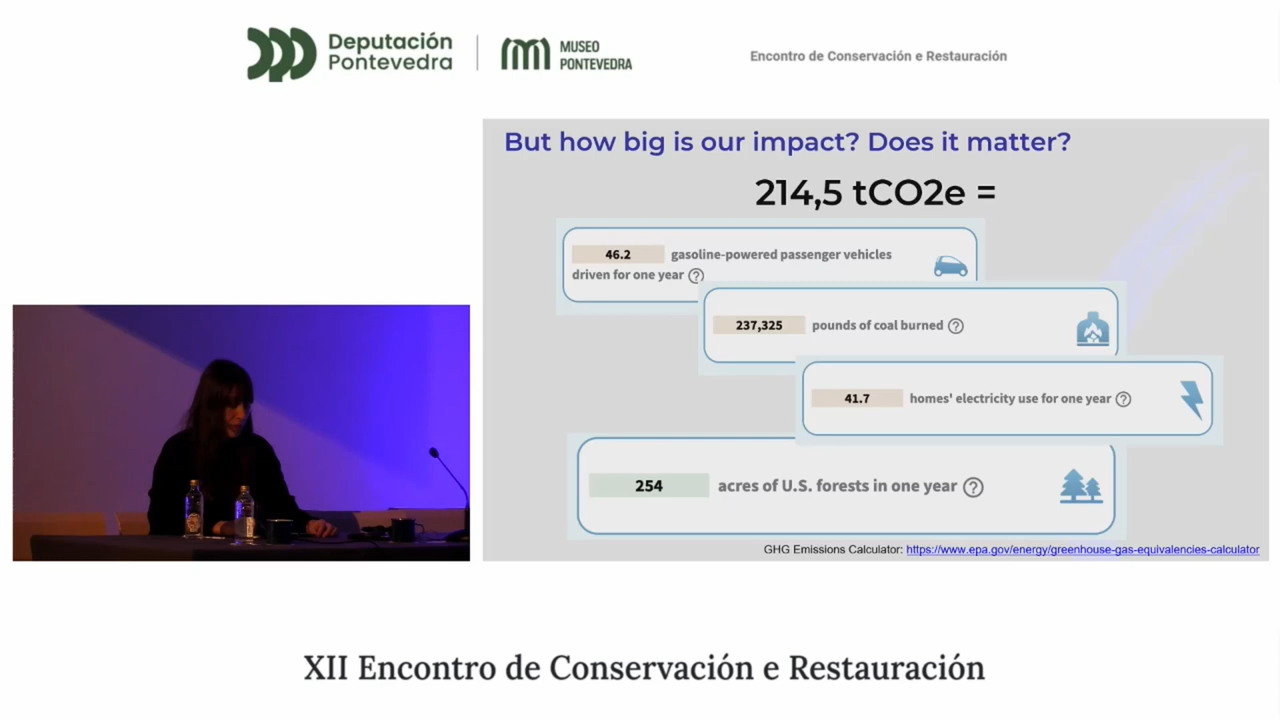 Deputación
Pontevedra
MUSEO
PONTEVEDRA
Encontro de Conservación e Restauración
But how big is our impact? Does it matter?
214,5 tCO2e =
46.2 gasoline-powered passenger vehicles
driven for one year ?
237,325 pounds of coal burned ?
41.7 homes' electricity use for one year ?
254 acres of U.S. forests in one year ?
GHG Emissions Calculator: https://www.epa.gov/energy/greenhouse-gas-equivalencies-calculator
XII Encontro de Conservación e Restauración